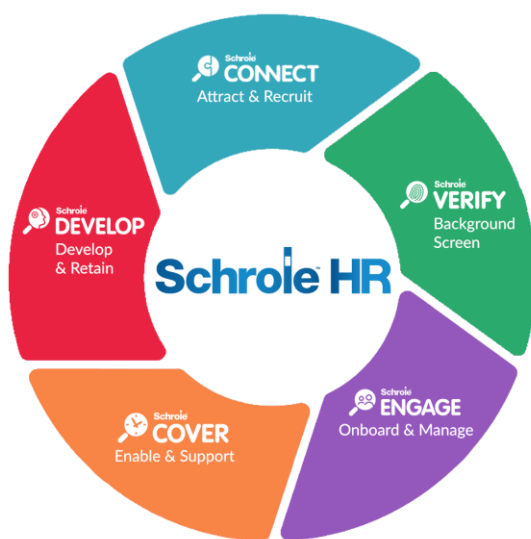 Schrole
CONNECT
Attract & Recruit
Schrole
VERIFY
Background
Screen
Schrole
ENGAGE
Onboard & Manage
Schrole
COVER
Enable & Support
Schrole
DEVELOP
Develop
& Retain
Schrole™ HR